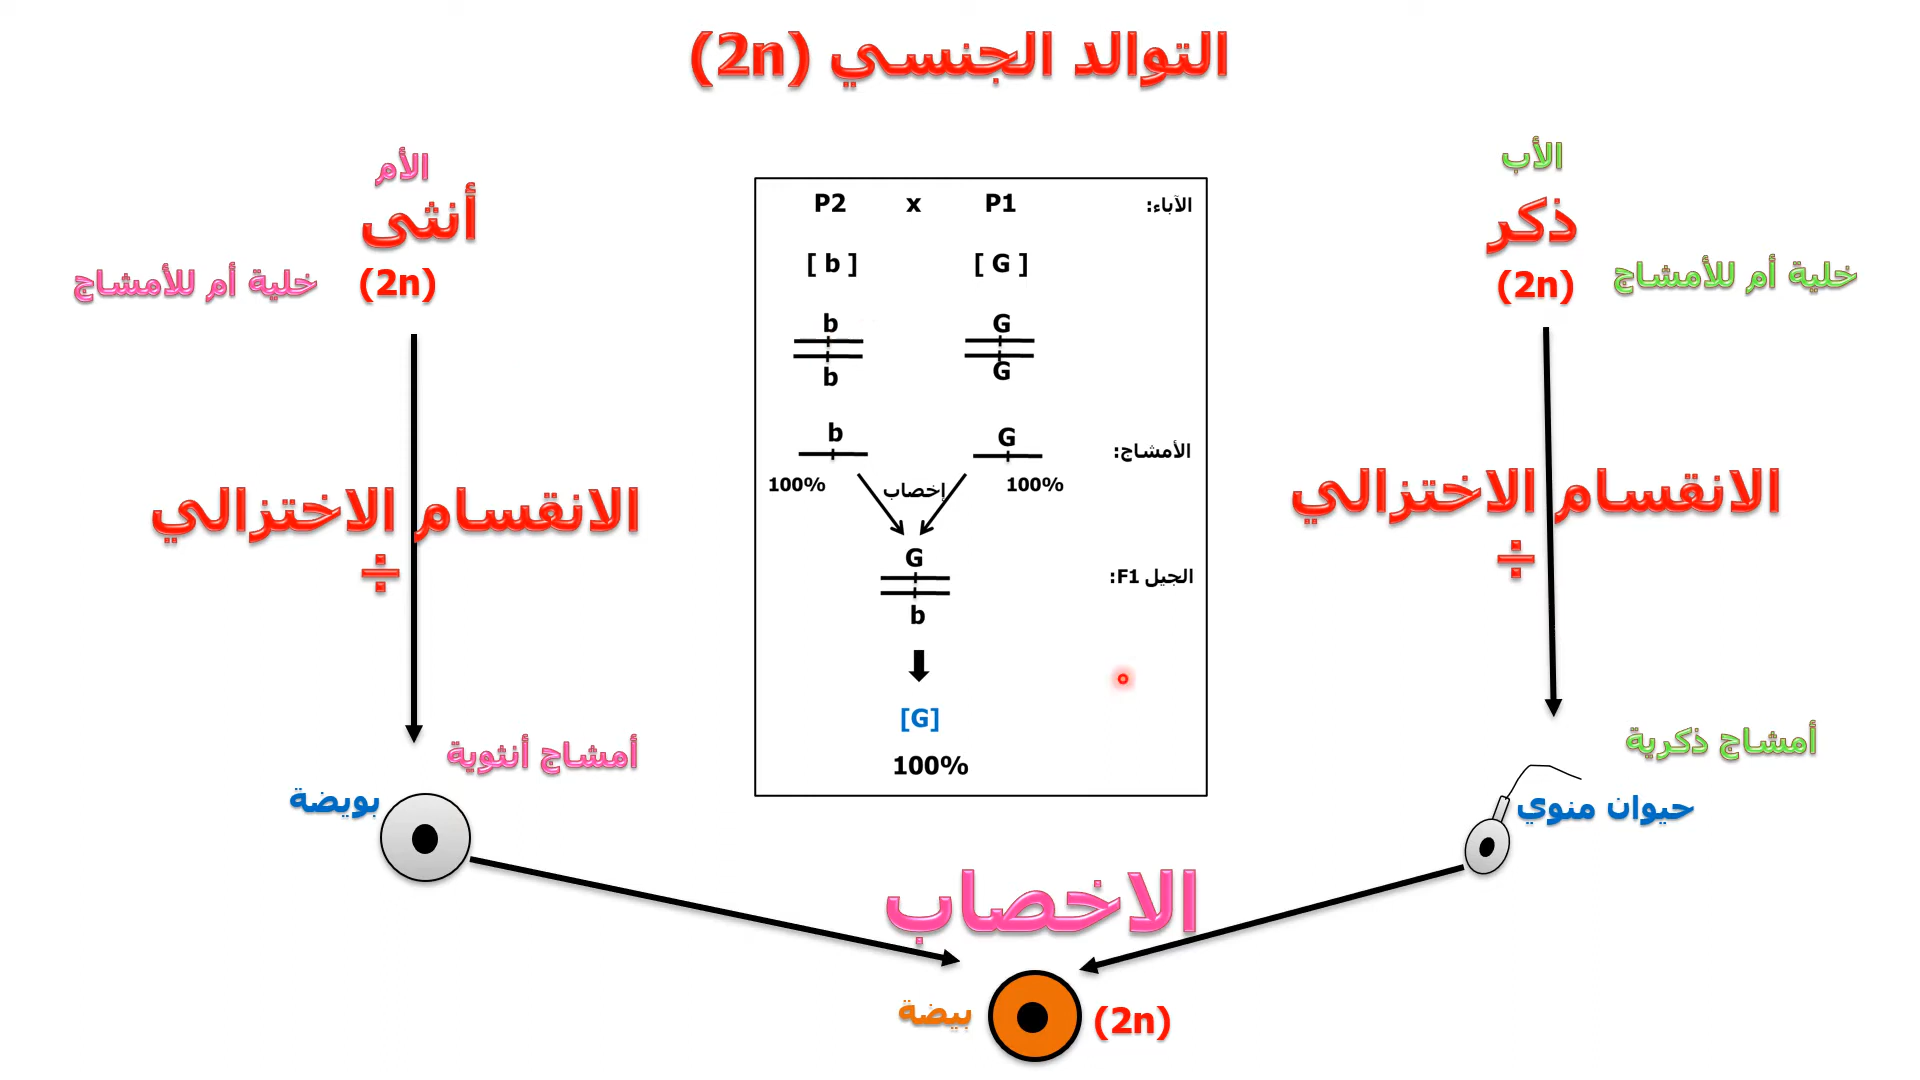 التوالد الجنسي (2n)
الأب
ذكر
(2n)
خلية أم للأمشاج
الانقسام الاختزالي
÷
أمشاج ذكرية
حيوان منوي
الآباء: P1 x P2
[ G ] [ b ]
G b
G b
الأمشاج: G b
100% إخصاب 100%
الجيل F1: G
b
[G]
100%
الأم
أنثى
(2n) خلية أم للأمشاج
الانقسام الاختزالي
÷
أمشاج أنثوية
بويضة
الاخصاب
(2n) بيضة